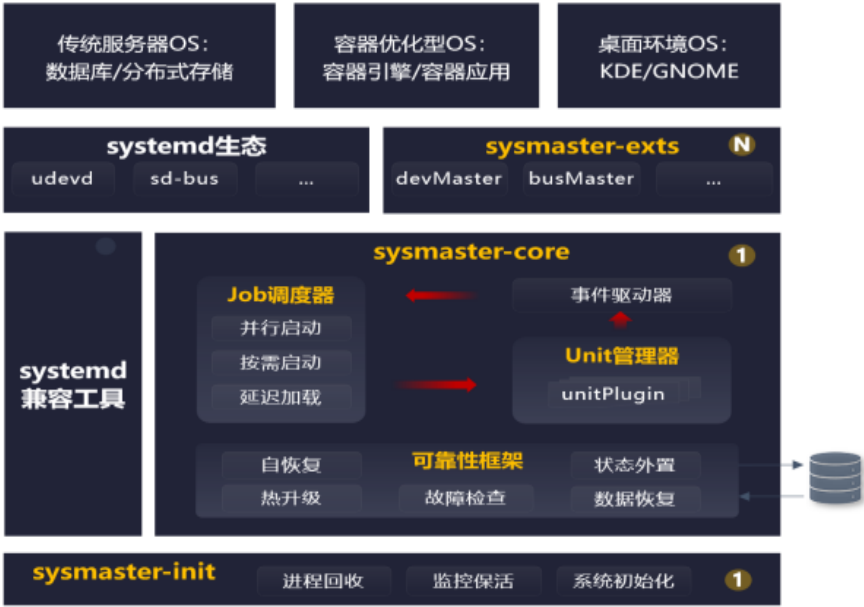 传统服务器OS：
数据库/分布式存储
容器优化型OS：
容器引擎/容器应用
桌面环境OS：
KDE/GNOME
systemd生态
udevd
sd-bus
...
sysmaster-exts
N
devMaster
busMaster
...
systemd
兼容工具
sysmaster-core
1
Job调度器
并行启动
按需启动
延迟加载
事件驱动器
Unit管理器
unitPlugin
可靠性框架
自恢复
状态外置
热升级
故障检查
数据恢复
sysmaster-init
进程回收
监控保活
系统初始化
1